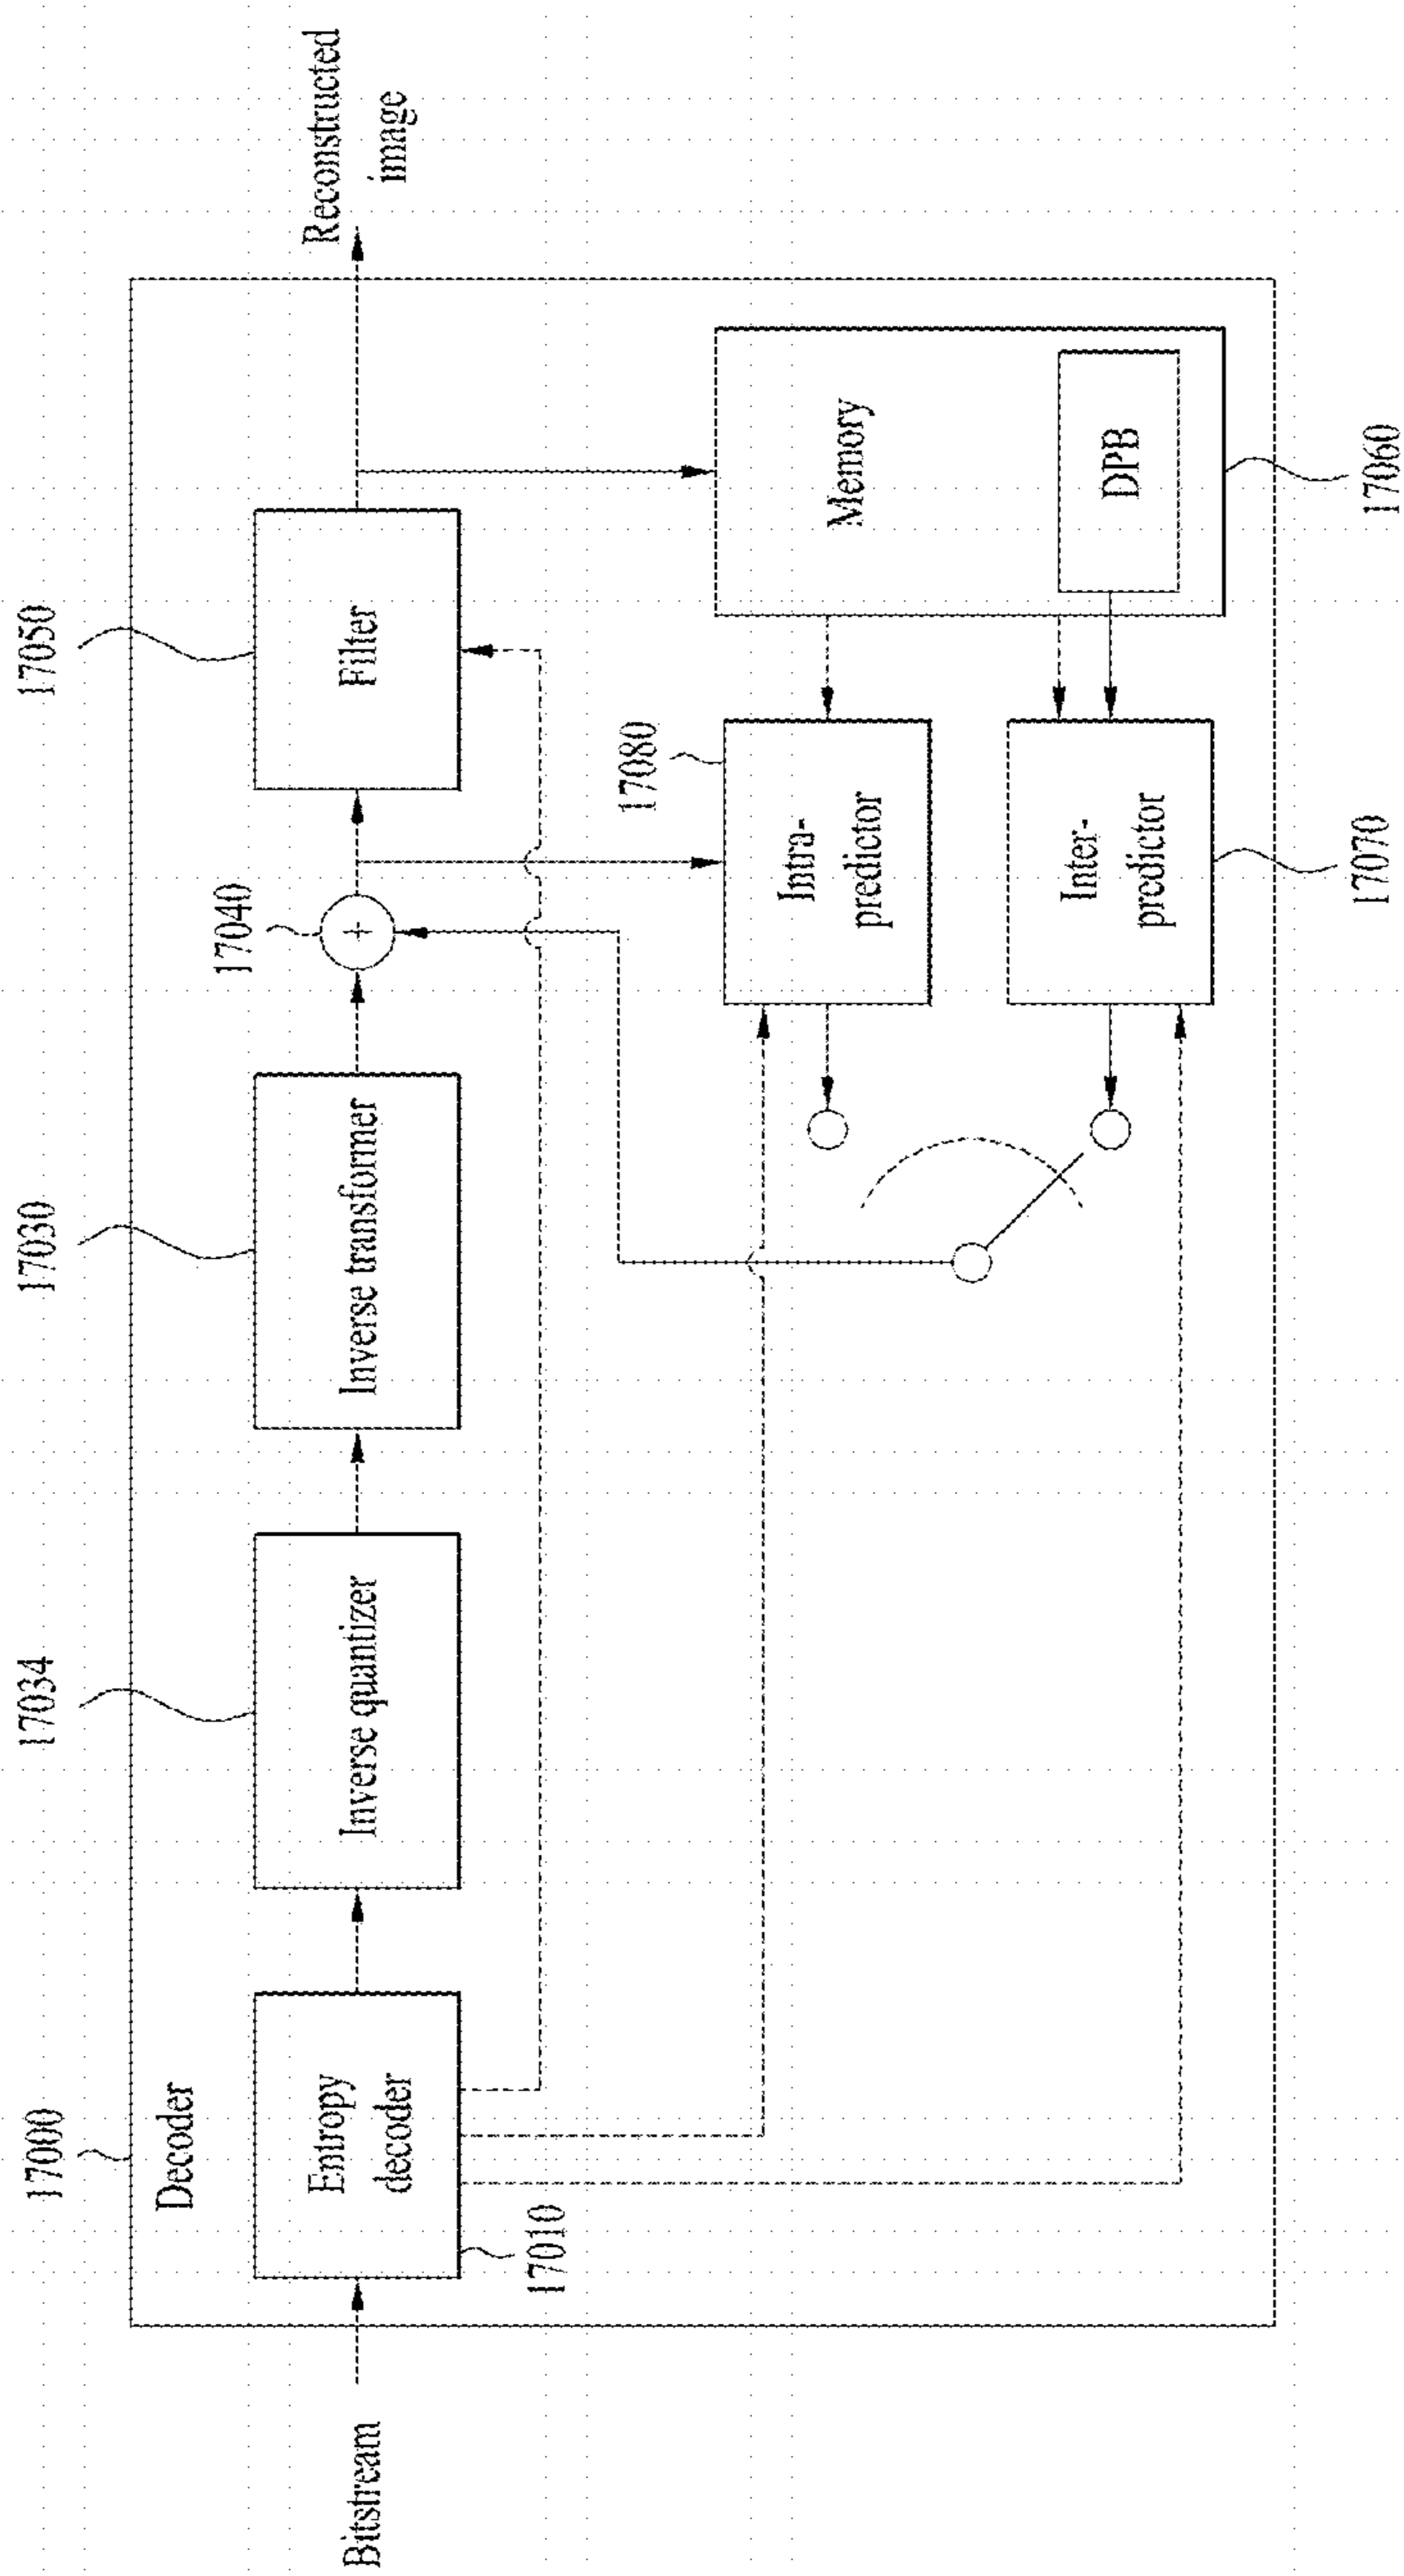 17000
Decoder
Bitstream
Entropy
decoder
17010
17034
Inverse quantizer
17030
Inverse transformer
17040
+
17050
Filter
Reconstructed
image
17080
Intra-
predictor
Inter-
predictor
17070
Memory
DPB
17060